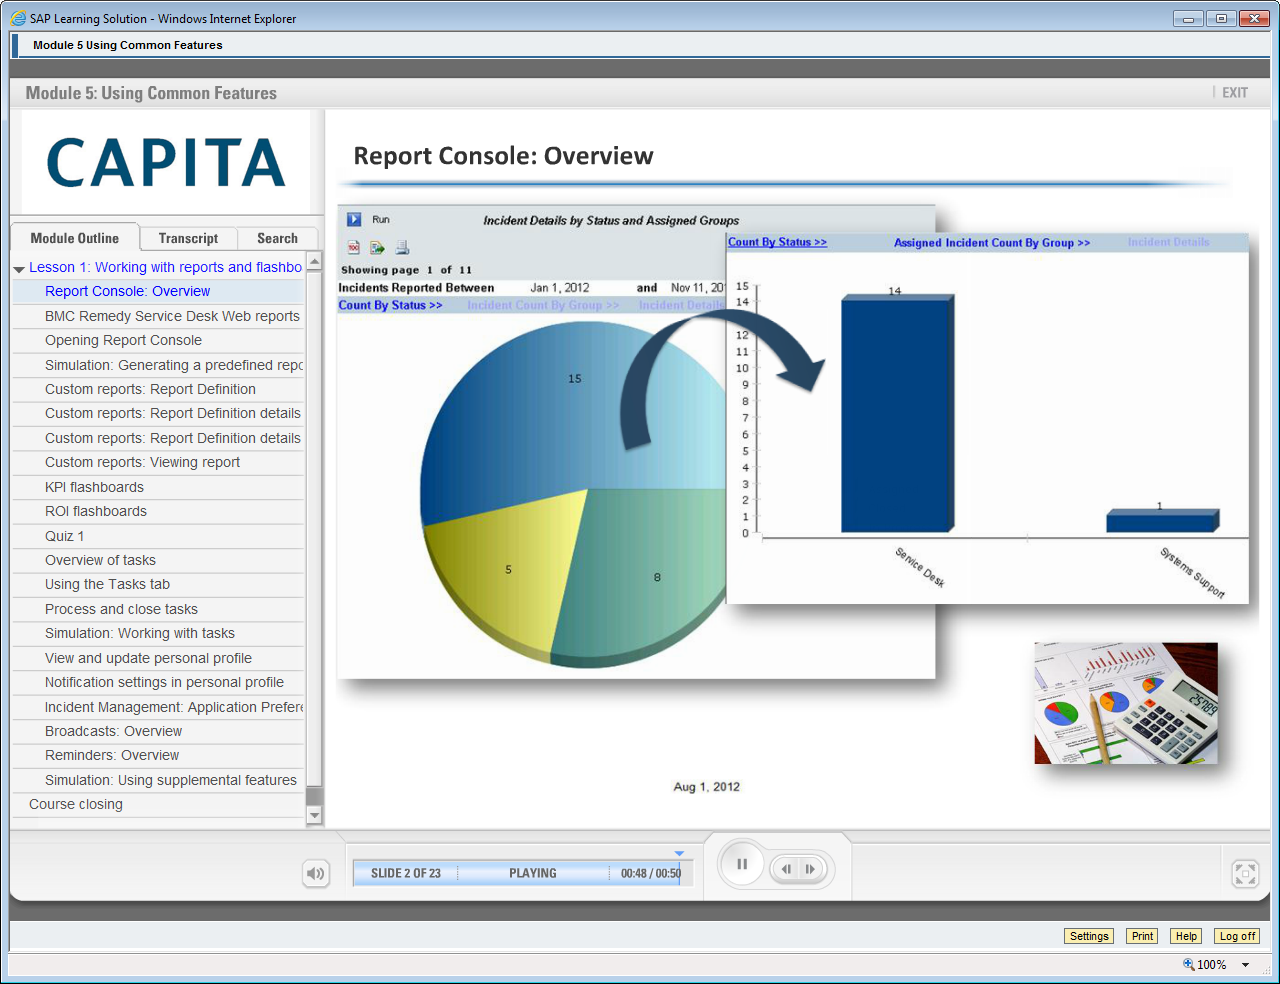 SAP Learning Solution - Windows Internet Explorer
Module 5 Using Common Features
Module 5: Using Common Features
EXIT
CAPITA
Module Outline
Transcript
Search
Lesson 1: Working with reports and flashbo
Report Console: Overview
BMC Remedy Service Desk Web reports
Opening Report Console
Simulation: Generating a predefined repo
Custom reports: Report Definition
Custom reports: Report Definition details
Custom reports: Report Definition details
Custom reports: Viewing report
KPI flashboards
ROI flashboards
Quiz 1
Overview of tasks
Using the Tasks tab
Process and close tasks
Simulation: Working with tasks
View and update personal profile
Notification settings in personal profile
Incident Management: Application Prefere
Broadcasts: Overview
Reminders: Overview
Simulation: Using supplemental features
Course closing
Report Console: Overview
Run
Incident Details by Status and Assigned Groups
TOC
Showing page 1 of 11
Incidents Reported Between Jan 1, 2012 and Nov 11, 201
Count By Status >> Incident Count By Group >> Incident Details
15
5
8
Count By Status >> Assigned Incident Count By Group >> Incident Details
15
14
12
11
10
9
8
7
6
5
4
3
2
1
0
14
1
Service Desk
Systems Support
25789
Aug 1, 2012
SLIDE 2 OF 23
PLAYING
00:48 / 00:50
Settings
Print
Help
Log off
100%